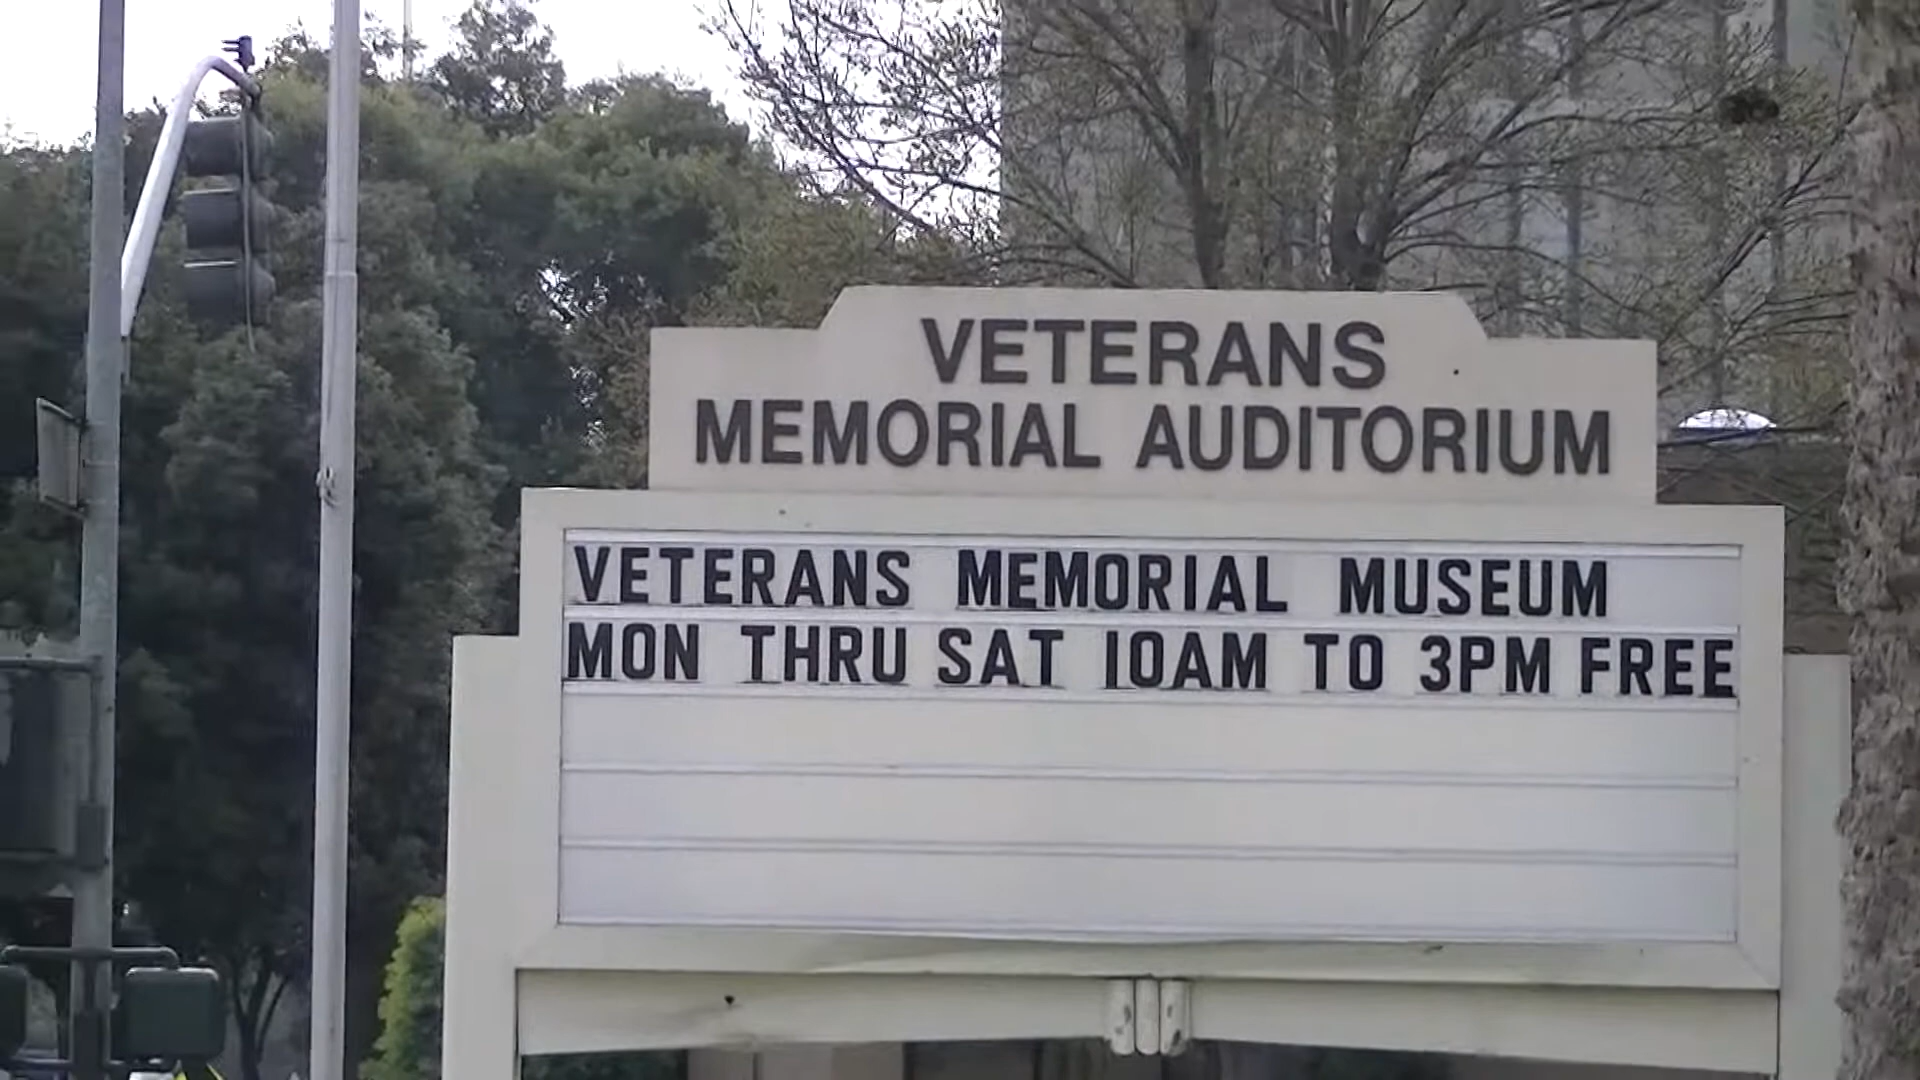 VETERANS
MEMORIAL AUDITORIUM
VETERANS MEMORIAL MUSEUM
MON THRU SAT 10AM TO 3PM FREE